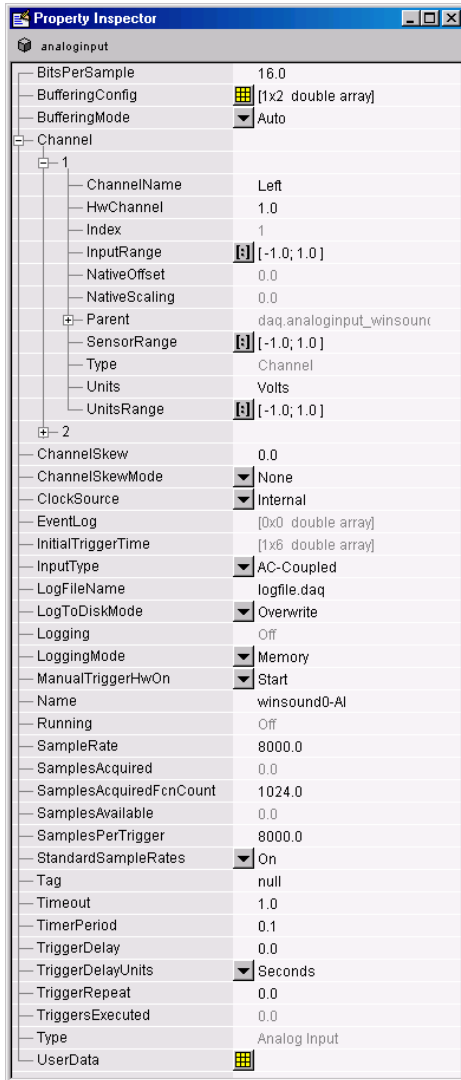 Property Inspector
analoginput
BitsPerSample 16.0
BufferingConfig [1x2 double array]
BufferingMode Auto
Channel
1
ChannelName Left
HwChannel 1.0
Index 1
InputRange [:] [ -1.0; 1.0 ]
NativeOffset 0.0
NativeScaling 0.0
Parent daq.analoginput_winsound
SensorRange [:] [ -1.0; 1.0 ]
Type Channel
Units Volts
UnitsRange [:] [ -1.0; 1.0 ]
2
ChannelSkew 0.0
ChannelSkewMode None
ClockSource Internal
EventLog [0x0 double array]
InitialTriggerTime [1x6 double array]
InputType AC-Coupled
LogFileName logfile.daq
LogToDiskMode Overwrite
Logging Off
LoggingMode Memory
ManualTriggerHwOn Start
Name winsound0-AI
Running Off
SampleRate 8000.0
SamplesAcquired 0.0
SamplesAcquiredFcnCount 1024.0
SamplesAvailable 0.0
SamplesPerTrigger 8000.0
StandardSampleRates On
Tag null
Timeout 1.0
TimerPeriod 0.1
TriggerDelay 0.0
TriggerDelayUnits Seconds
TriggerRepeat 0.0
TriggersExecuted 0.0
Type Analog Input
UserData